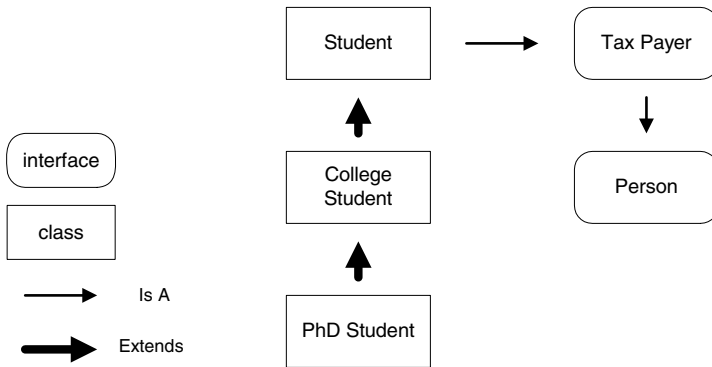 Student
Tax Payer
interface
College
Student
Person
class
Is A
PhD Student
Extends